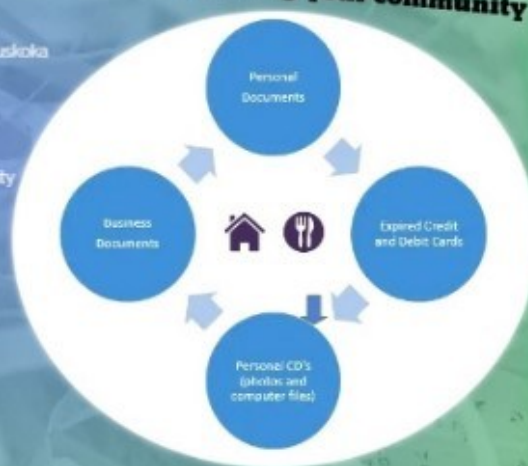 community
uskoka
ty
Personal
Documents
Business
Documents
Expired Credit
and Debit Cards
Personal CD's
(photos and
computer files)